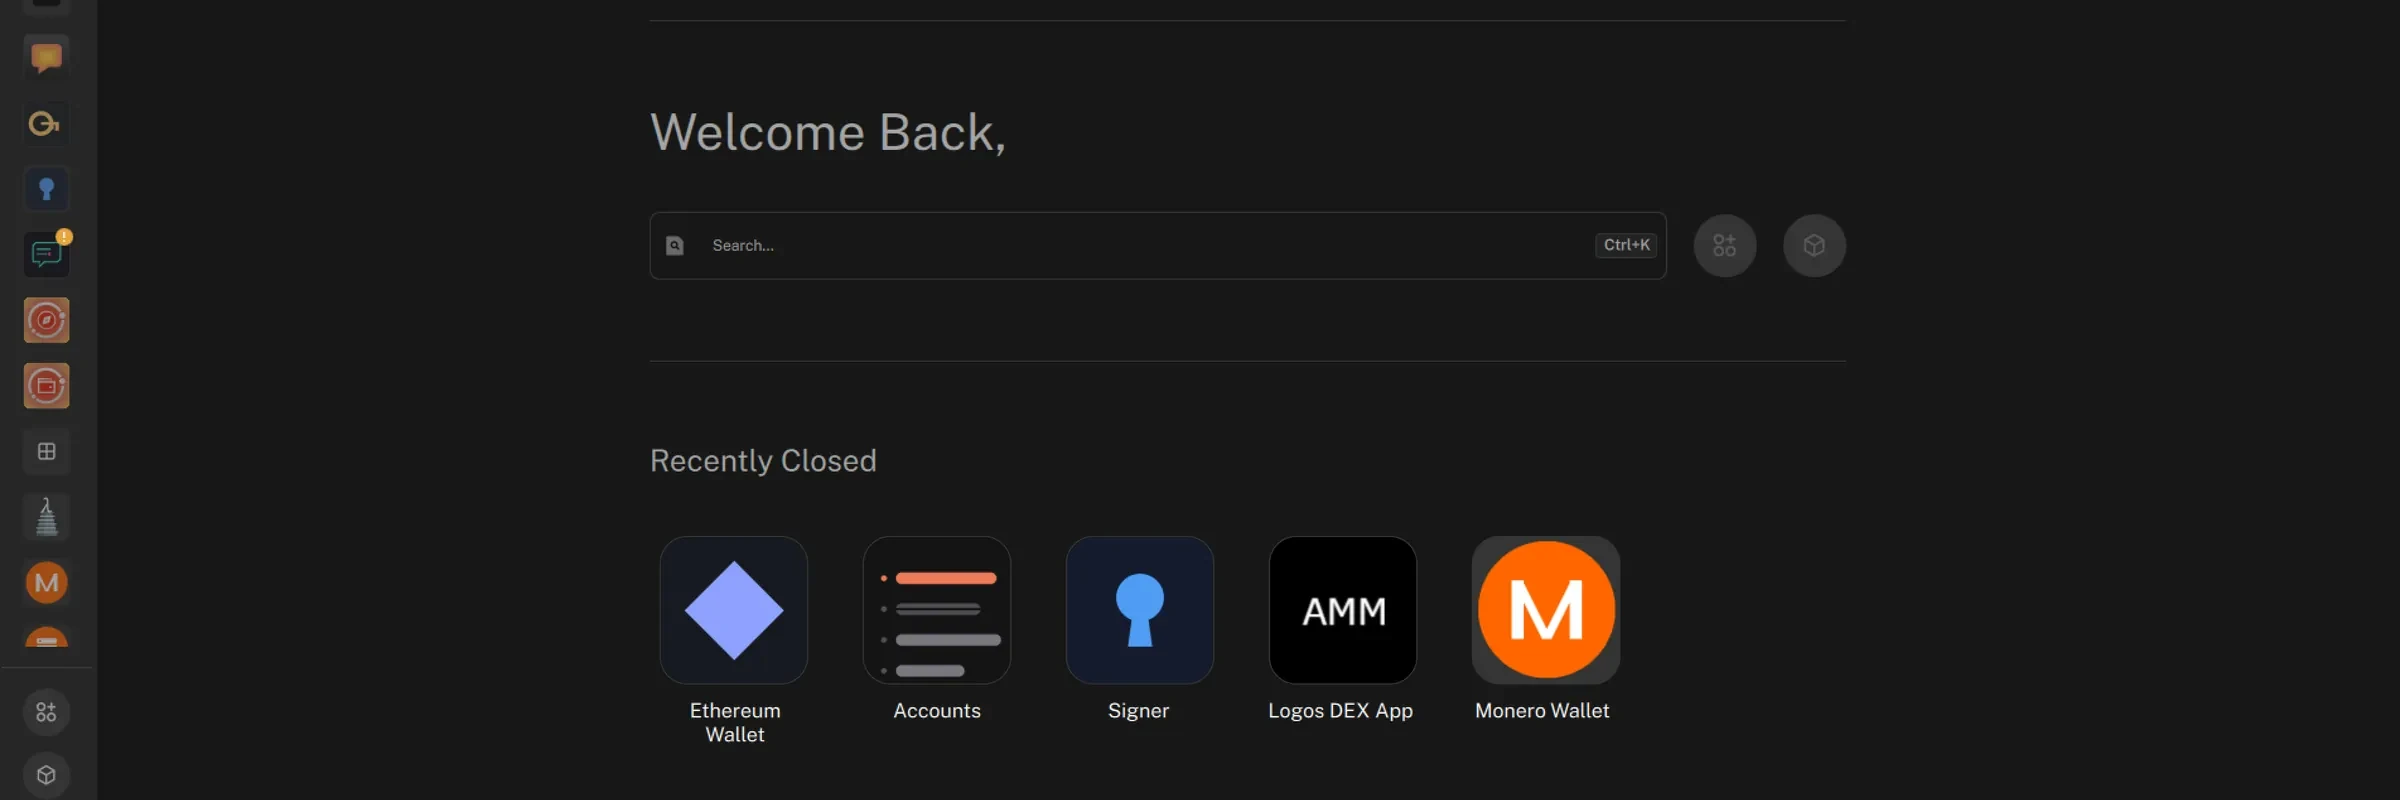 Welcome Back,
Search...
Ctrl+K
Recently Closed
AMM
M
M
Ethereum
Wallet
Accounts
Signer
Logos DEX App
Monero Wallet